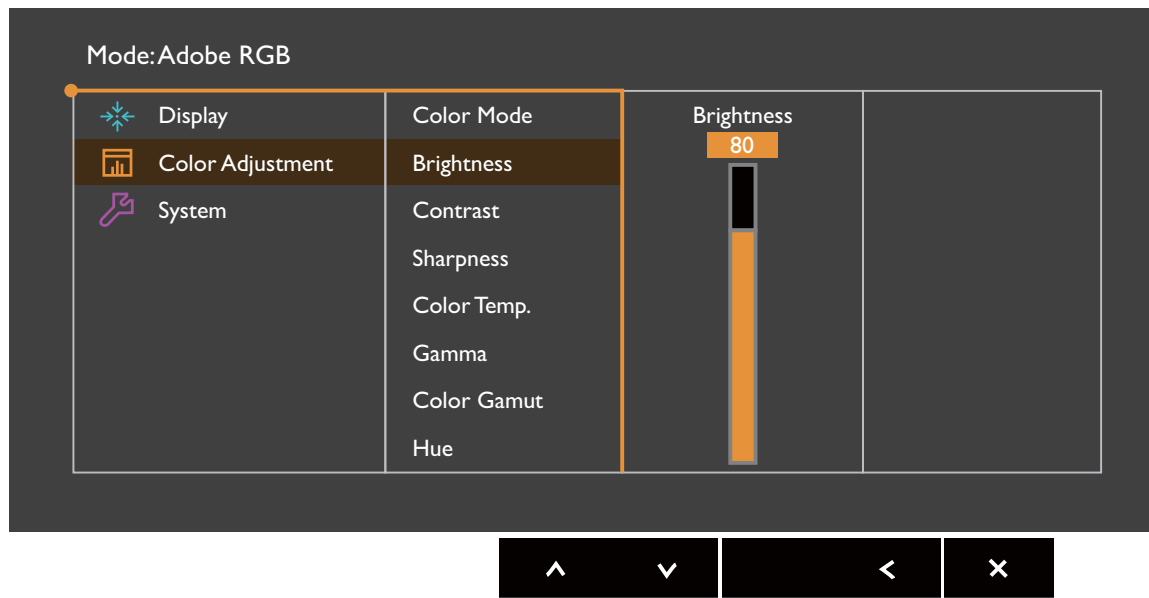 Mode: Adobe RGB
Display
Color Adjustment
System
Color Mode
Brightness
Contrast
Sharpness
Color Temp.
Gamma
Color Gamut
Hue
Brightness
80